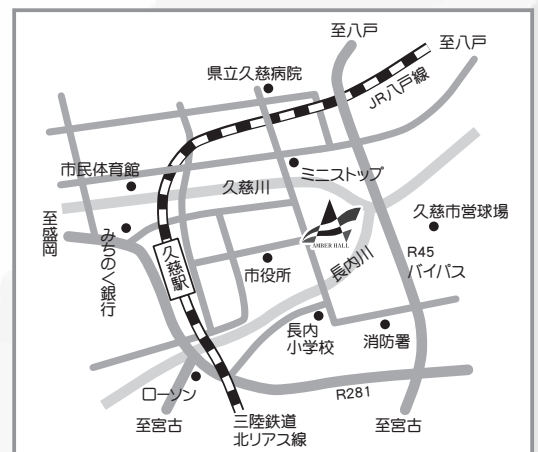 至八戸
至八戸
県立久慈病院
JR八戸線
市民体育館
ミニストップ
久慈川
久慈市営球場
至盛岡
みちのく銀行
久慈駅
AMBER HALL
市役所
長内川
R45
バイパス
長内
小学校
消防署
ローソン
R281
至宮古
三陸鉄道
北リアス線
至宮古